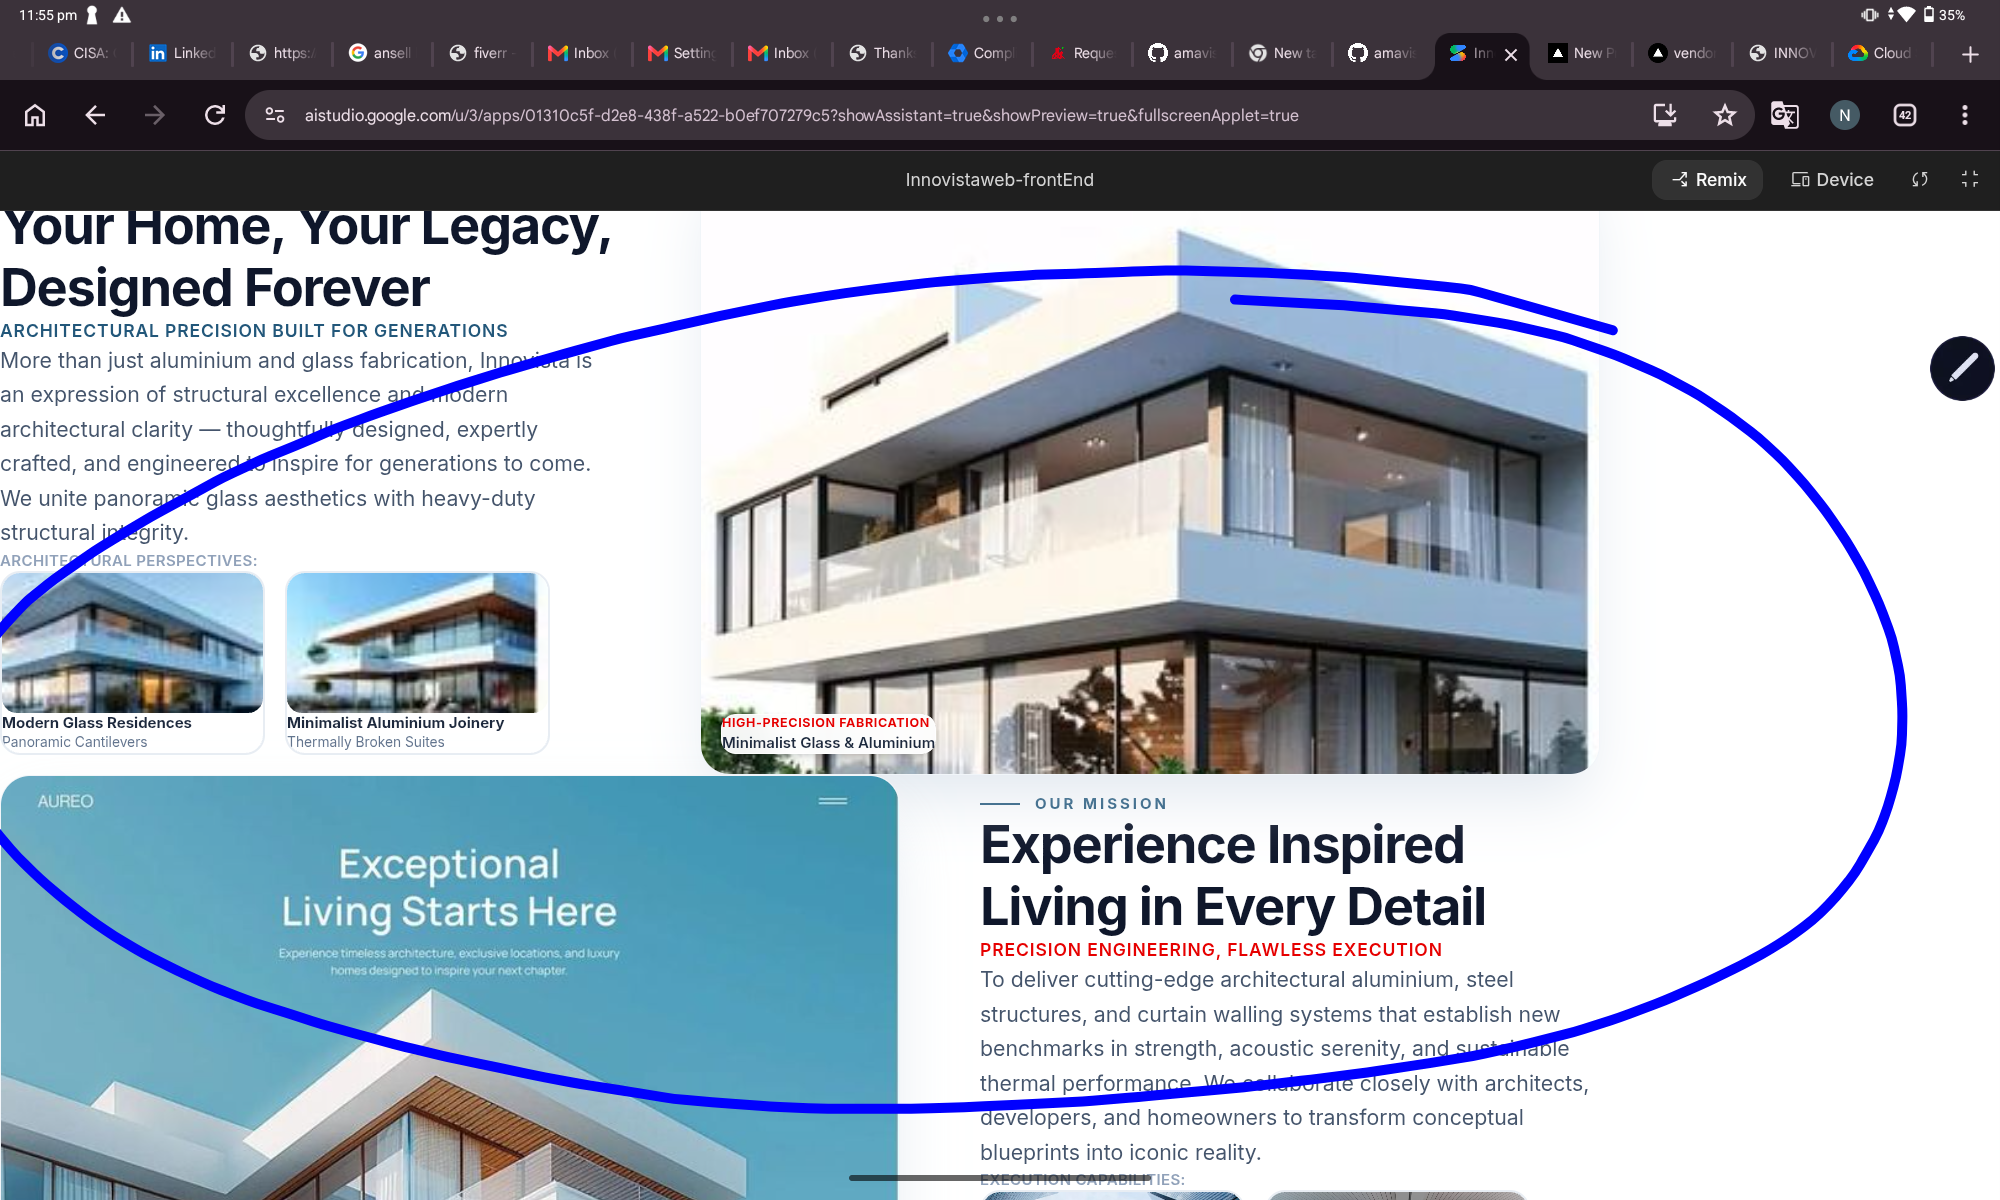 11:55 pm
35%
CISA:
Linked
https:/
ansell
fiverr -
Inbox
Setting
Inbox
Thank
Compl
Reque
amavis
New ta
amavis
Inn
New P
vendo
INNOV
Cloud
aistudio.google.com/u/3/apps/01310c5f-d2e8-438f-a522-b0ef707279c5?showAssistant=true&showPreview=true&fullscreenApplet=true
N
42
Innovistaweb-frontEnd
Remix
Device
Your Home, Your Legacy,
Designed Forever
ARCHITECTURAL PRECISION BUILT FOR GENERATIONS
More than just aluminium and glass fabrication, Innovista is
an expression of structural excellence and modern
architectural clarity — thoughtfully designed, expertly
crafted, and engineered to inspire for generations to come.
We unite panoramic glass aesthetics with heavy-duty
structural integrity.
ARCHITECTURAL PERSPECTIVES:
Modern Glass Residences
Panoramic Cantilevers
Minimalist Aluminium Joinery
Thermally Broken Suites
HIGH-PRECISION FABRICATION
Minimalist Glass & Aluminium
AUREO
Exceptional
Living Starts Here
Experience timeless architecture, exclusive locations, and luxury
homes designed to inspire your next chapter.
OUR MISSION
Experience Inspired
Living in Every Detail
PRECISION ENGINEERING, FLAWLESS EXECUTION
To deliver cutting-edge architectural aluminium, steel
structures, and curtain walling systems that establish new
benchmarks in strength, acoustic serenity, and sustainable
thermal performance. We collaborate closely with architects,
developers, and homeowners to transform conceptual
blueprints into iconic reality.
EXECUTION CAPABILITIES: